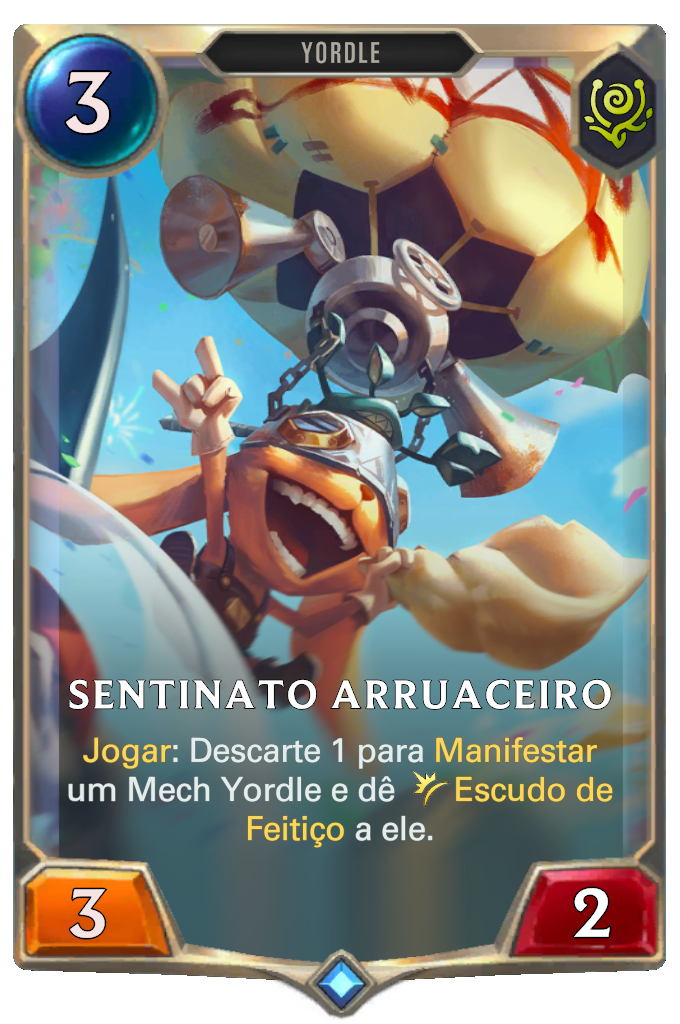 3
YORDLE
SENTINATO ARRUACEIRO
Jogar: Descarte 1 para Manifestar
um Mech Yordle e dê Escudo de
Feitiço a ele.
3
2